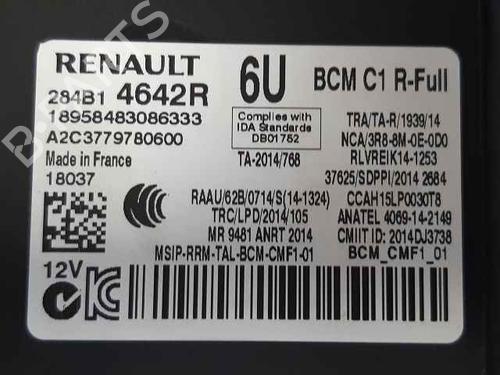 RENAULT 6U BCM C1 R-Full
284B1 4642R
18958483086333
A2C3779780600
Made in France
18037
Complies with
IDA Standards
DB01752
TA-2014/768
TRA/TA-R/1939/14
NCA/3R8-8M-0E-0D0
RLVREIK14-1253
37625/SDPPI/2014 2684
RAAU/62B/0714/S(14-1324)
CCAH15LP0030T8
TRC/LPD/2014/105
ANATEL 4069-14-2149
MR 9481 ANRT 2014
CMIIT ID: 2014DJ3738
MSIP-RRM-TAL-BCM-CMF1-01
BCM_CMF1_01
12V